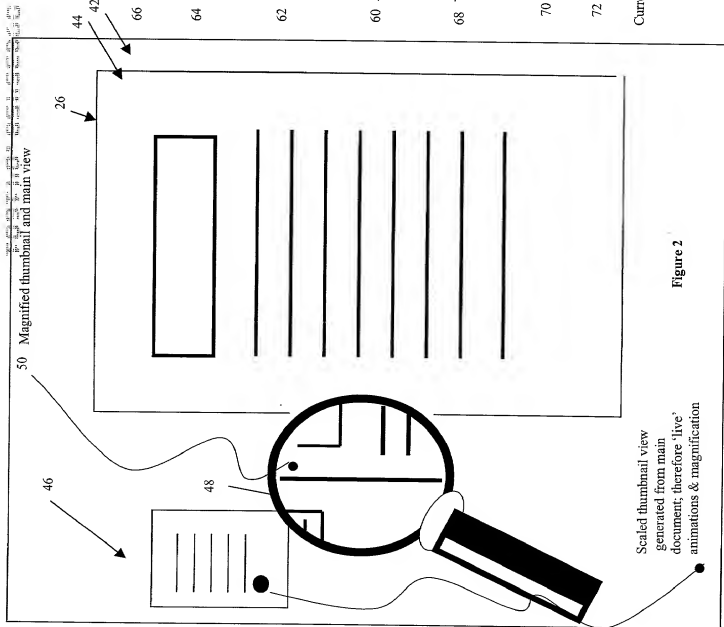 66
64
62
60
68
70
72
Curr
44
42
26
50 Magnified thumbnail and main view
46
48
Scaled thumbnail view
generated from main
document; therefore 'live'
animations & magnification
Figure 2